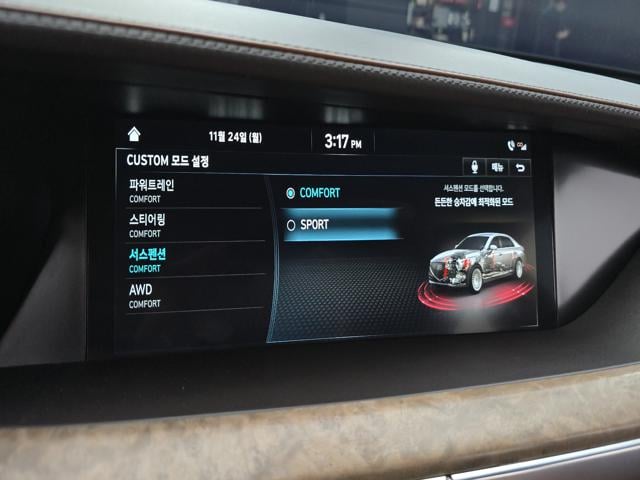 11월 24일 (월)
3:17 PM
CUSTOM 모드 설정
메뉴
파워트레인
COMFORT
스티어링
COMFORT
서스펜션
COMFORT
AWD
COMFORT
COMFORT
SPORT
서스펜션 모드를 선택합니다.
든든한 승차감에 최적화된 모드